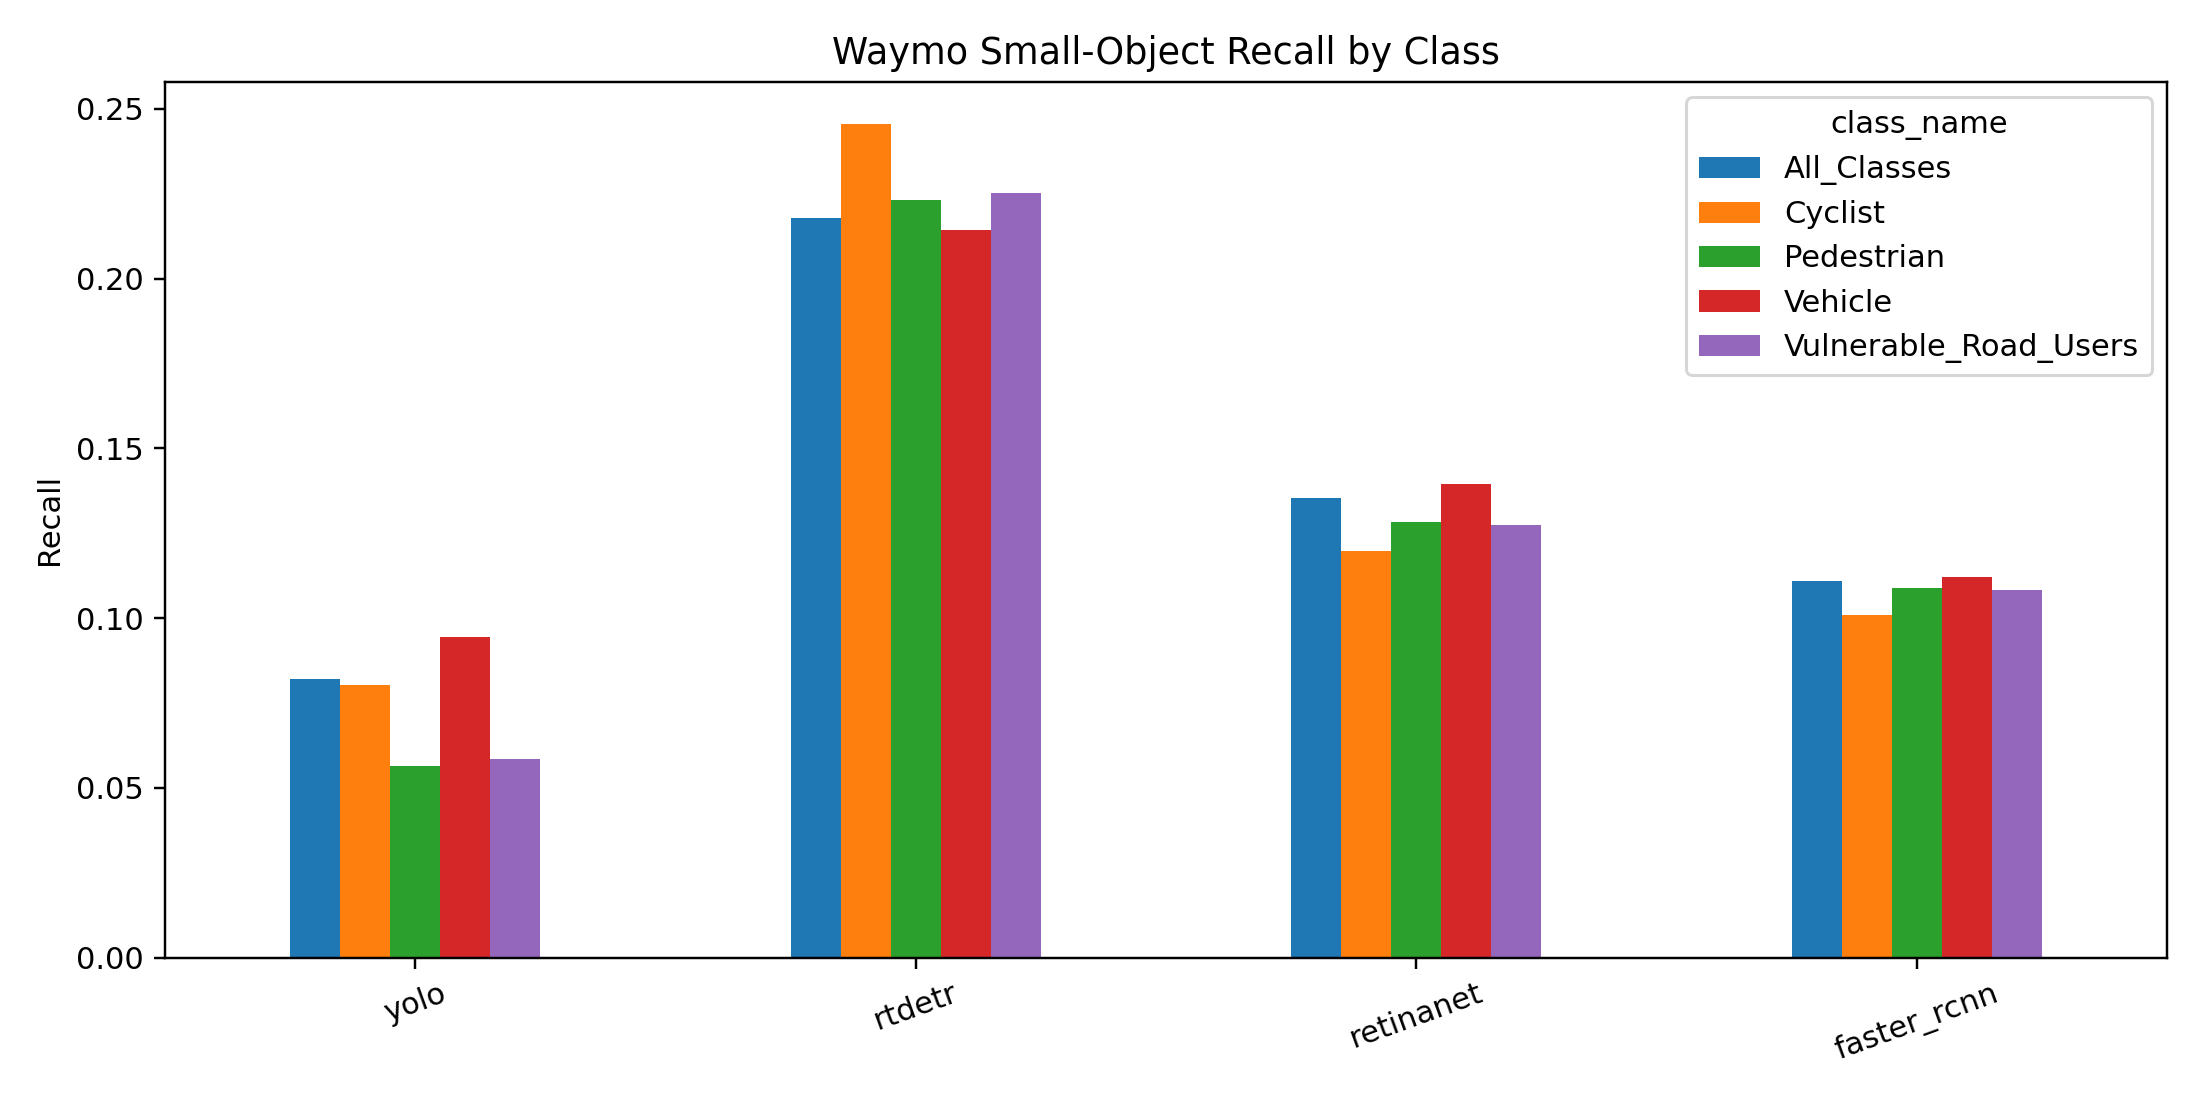 Waymo Small-Object Recall by Class
class_name
All_Classes
Cyclist
Pedestrian
Vehicle
Vulnerable_Road_Users
Recall
0.25
0.20
0.15
0.10
0.05
0.00
yolo
rtdetr
retinanet
faster_rcnn